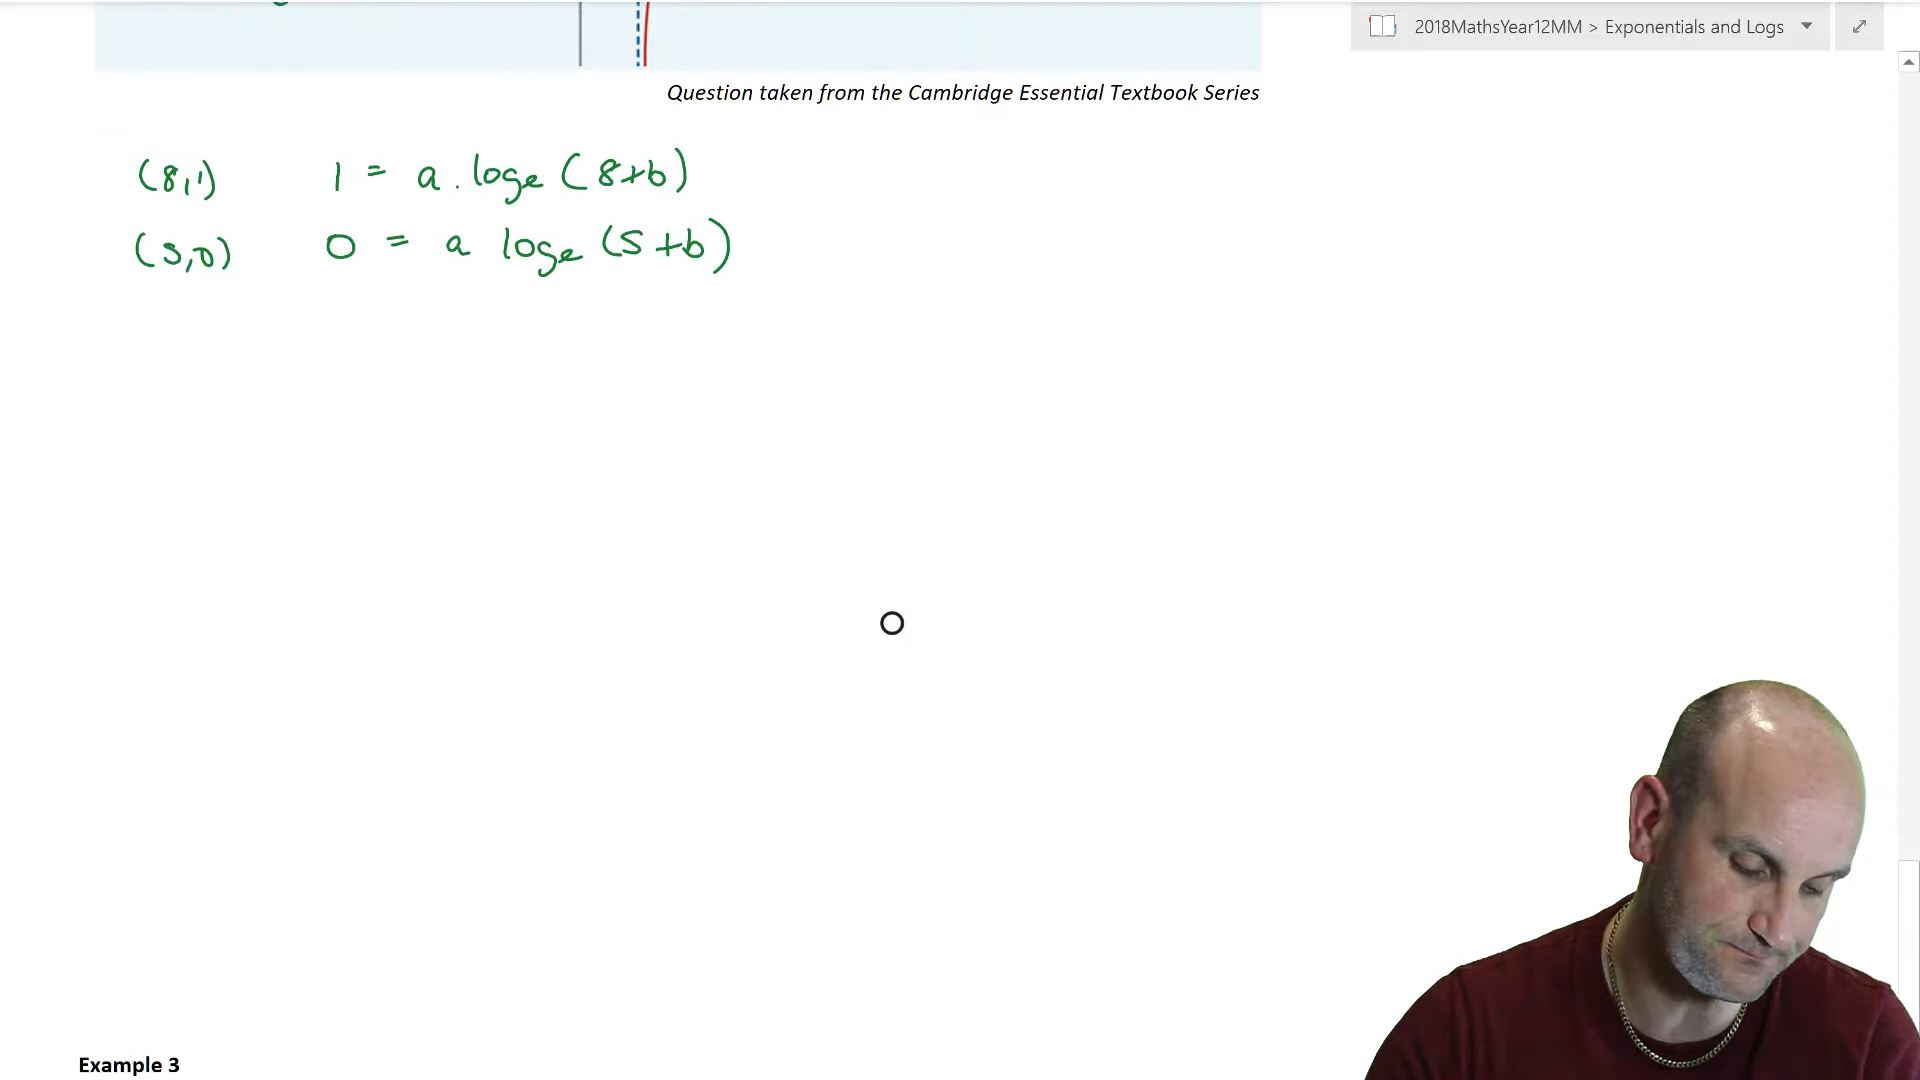 2018MathsYear12MM > Exponentials and Logs
Question taken from the Cambridge Essential Textbook Series
(8,1) 1 = a . loge (8+b)
(5,0) 0 = a loge (5+b)
Example 3